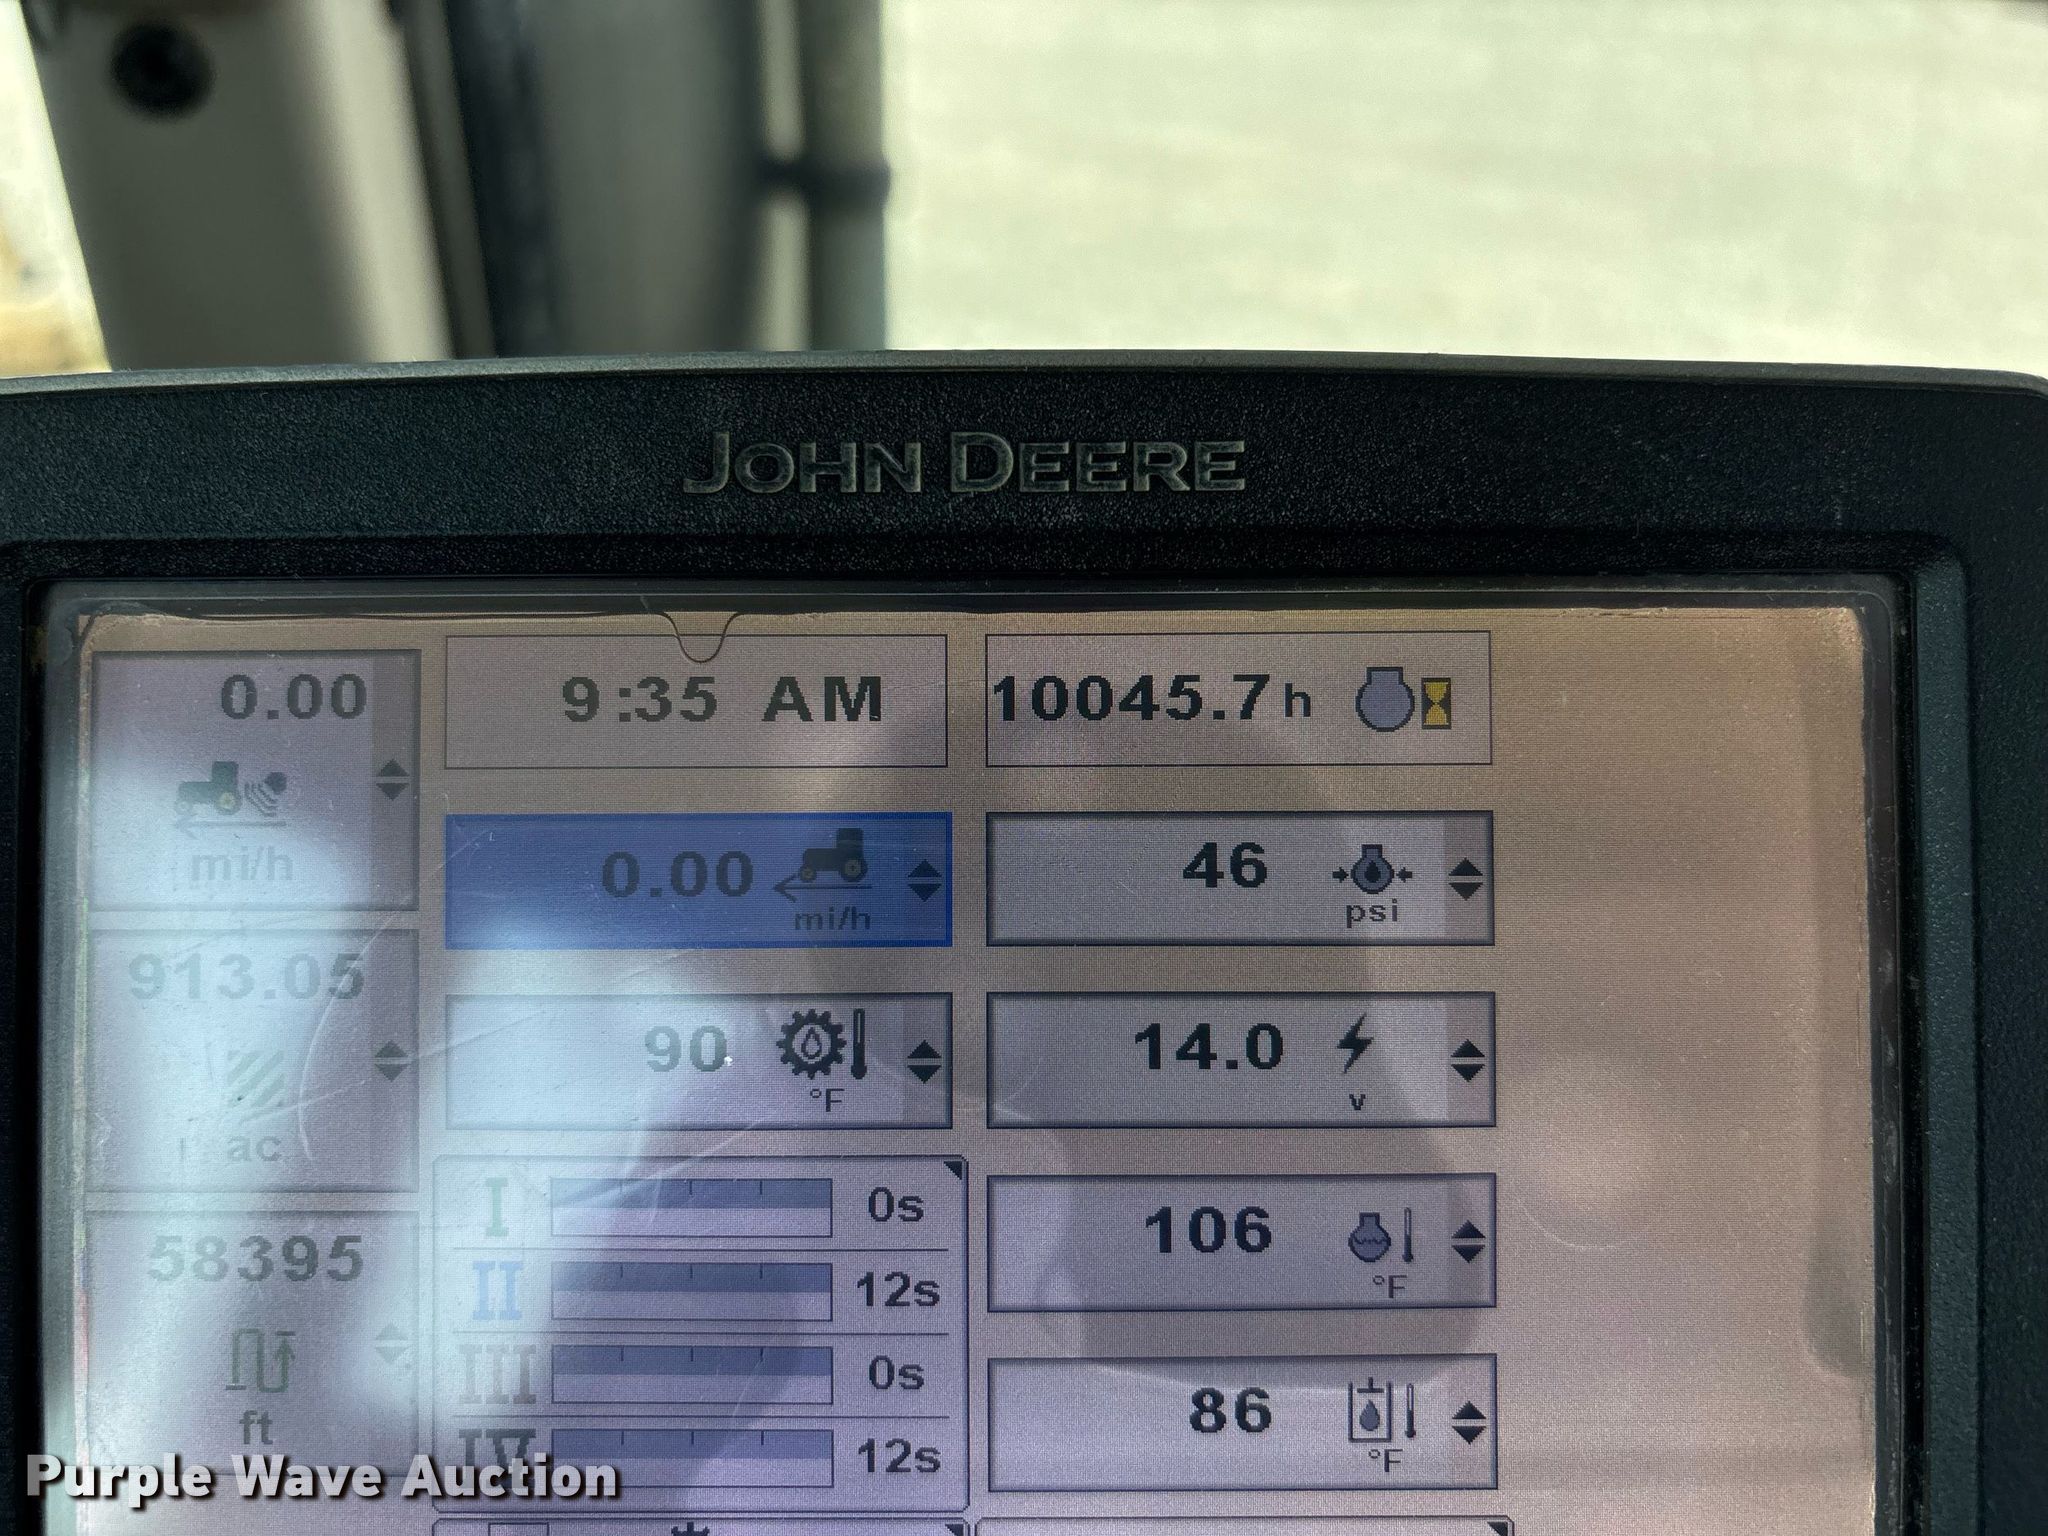 JOHN DEERE
0.00
mi/h
913.05
ac
58395
ft
9:35 AM
0.00
mi/h
90
°F
I 0s
II 12s
III 0s
IV 12s
10045.7 h
46
psi
14.0
v
106
°F
86
°F
Purple Wave Auction